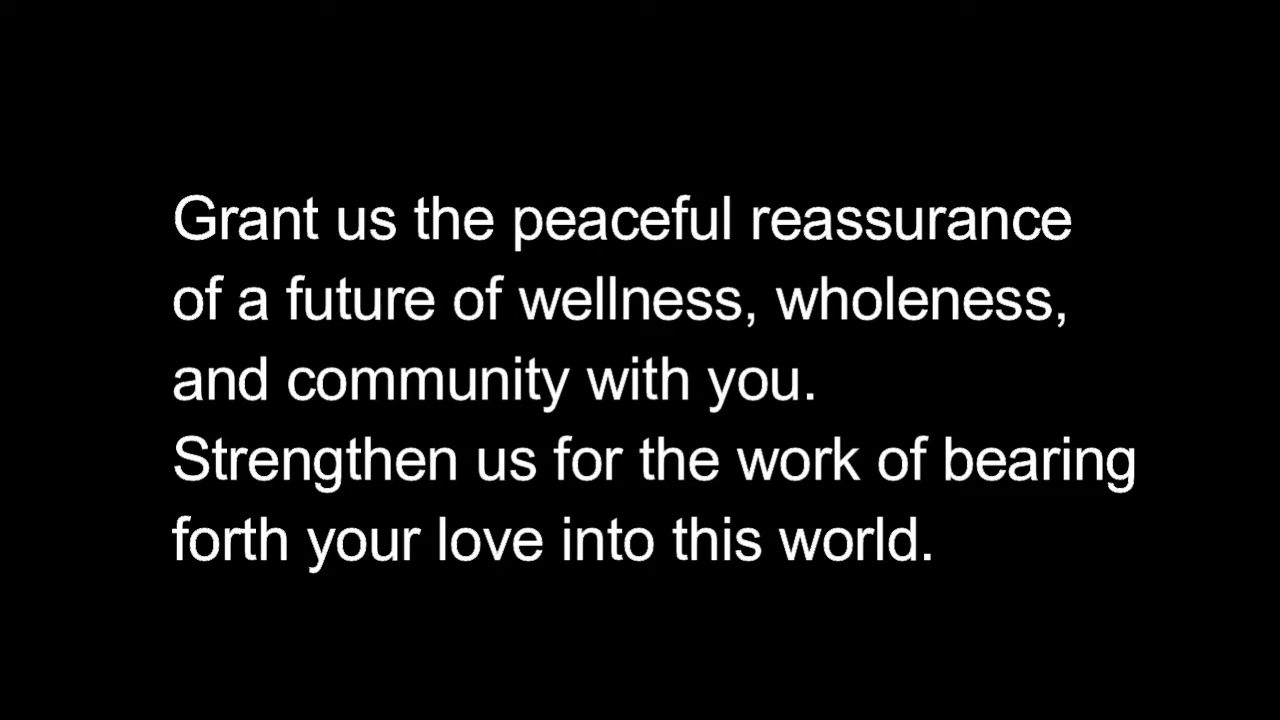 Grant us the peaceful reassurance
of a future of wellness, wholeness,
and community with you.
Strengthen us for the work of bearing
forth your love into this world.